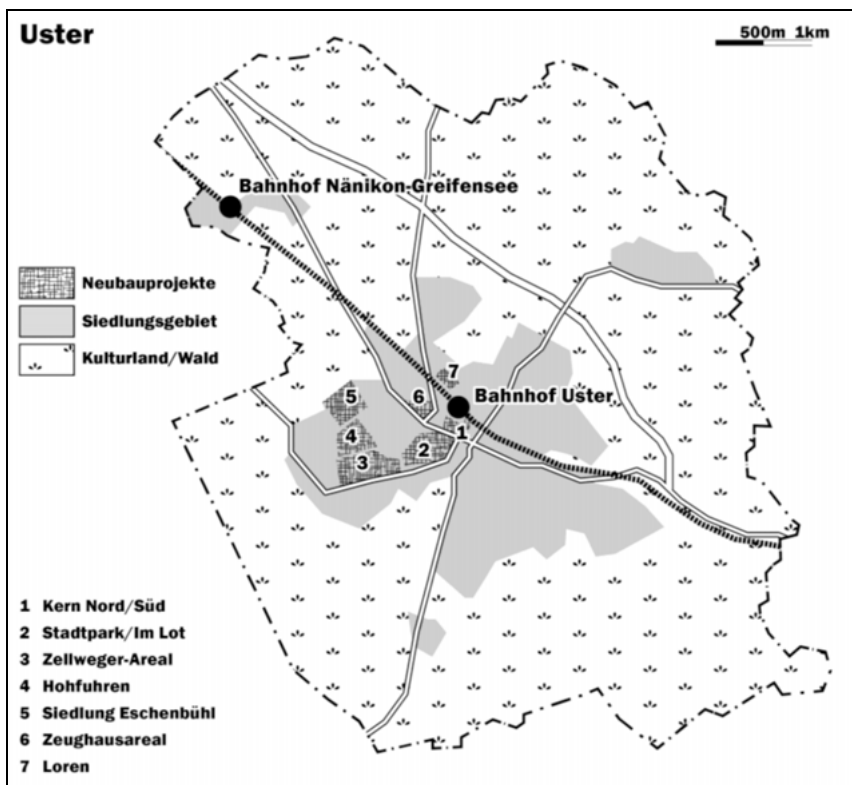 Uster
500m 1km
Bahnhof Nänikon-Greifensee
Neubauprojekte
Siedlungsgebiet
Kulturland/Wald
7
Bahnhof Uster
5
6
1
4
2
3
1 Kern Nord/Süd
2 Stadtpark/Im Lot
3 Zellweger-Areal
4 Hohfuhren
5 Siedlung Eschenbühl
6 Zeughausareal
7 Loren